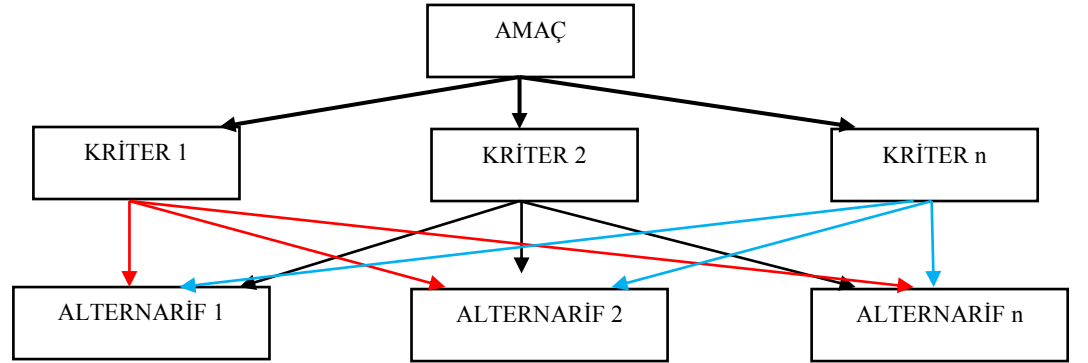 AMAÇ
KRİTER 1
KRİTER 2
KRİTER n
ALTERNARİF 1
ALTERNARİF 2
ALTERNARİF n